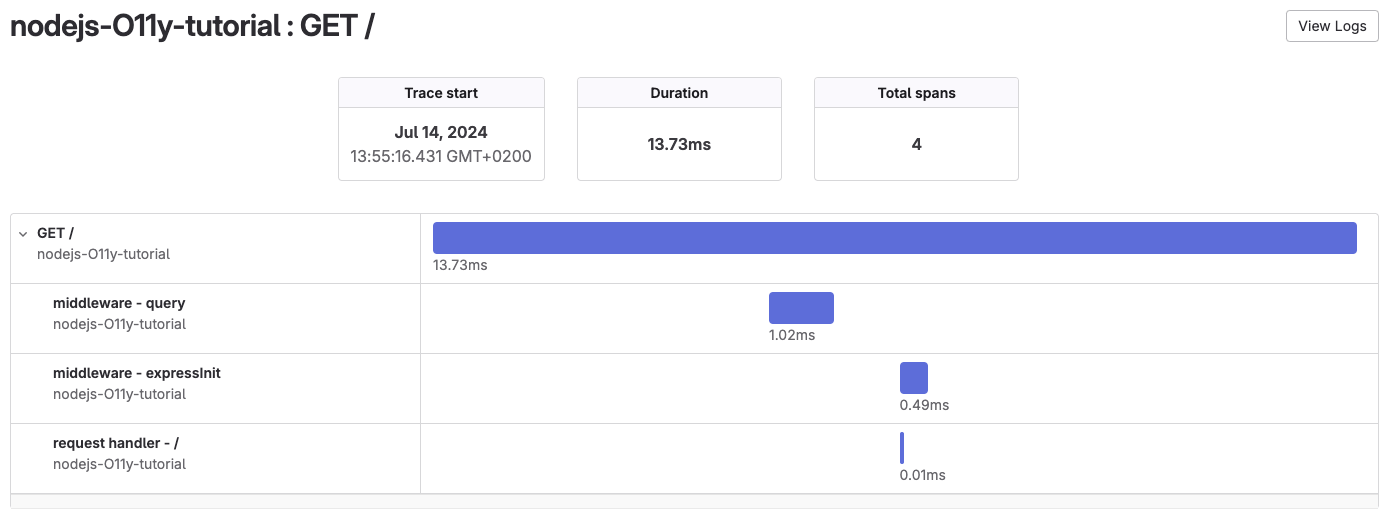 nodejs-O11y-tutorial : GET /
View Logs
Trace start
Duration
Total spans
Jul 14, 2024
13:55:16.431 GMT+0200
13.73ms
4
GET /
nodejs-O11y-tutorial
13.73ms
middleware - query
nodejs-O11y-tutorial
1.02ms
middleware - expressInit
nodejs-O11y-tutorial
0.49ms
request handler - /
nodejs-O11y-tutorial
0.01ms